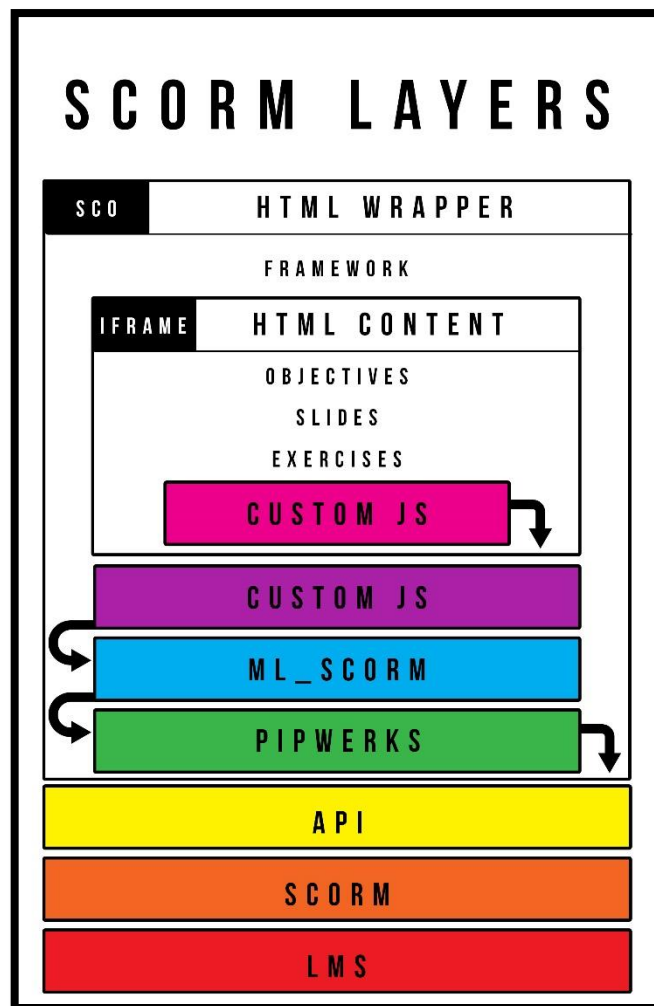 SCORM LAYERS
SCO HTML WRAPPER
FRAMEWORK
IFRAME HTML CONTENT
OBJECTIVES
SLIDES
EXERCISES
CUSTOM JS
CUSTOM JS
ML_SCORM
PIPWERKS
API
SCORM
LMS